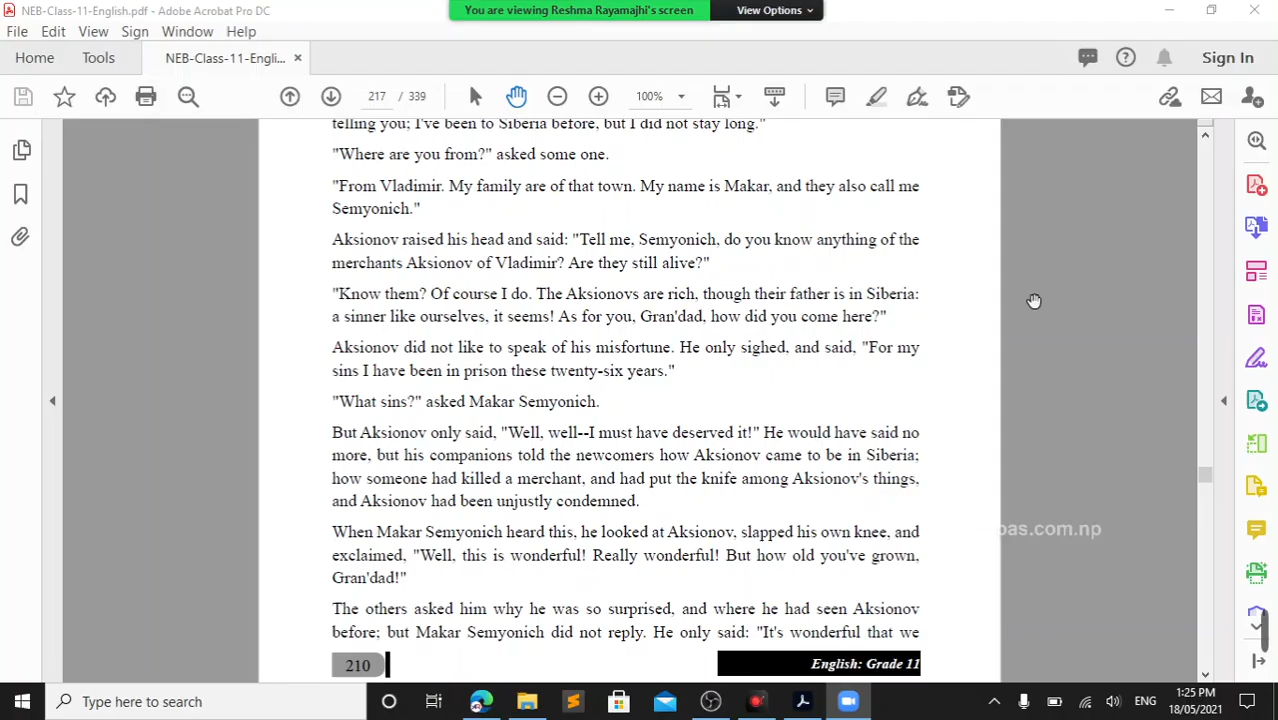 NEB-Class-11-English.pdf - Adobe Acrobat Pro DC
You are viewing Reshma Rayamajhi's screen
View Options
File Edit View Sign Window Help
Home Tools NEB-Class-11-Engli... ×
Sign In
217 / 339
100%
telling you; I've been to Siberia before, but I did not stay long."
"Where are you from?" asked some one.
"From Vladimir. My family are of that town. My name is Makar, and they also call me
Semyonich."
Aksionov raised his head and said: "Tell me, Semyonich, do you know anything of the
merchants Aksionov of Vladimir? Are they still alive?"
"Know them? Of course I do. The Aksionovs are rich, though their father is in Siberia:
a sinner like ourselves, it seems! As for you, Gran'dad, how did you come here?"
Aksionov did not like to speak of his misfortune. He only sighed, and said, "For my
sins I have been in prison these twenty-six years."
"What sins?" asked Makar Semyonich.
But Aksionov only said, "Well, well--I must have deserved it!" He would have said no
more, but his companions told the newcomers how Aksionov came to be in Siberia;
how someone had killed a merchant, and had put the knife among Aksionov's things,
and Aksionov had been unjustly condemned.
pas.com.np
When Makar Semyonich heard this, he looked at Aksionov, slapped his own knee, and
exclaimed, "Well, this is wonderful! Really wonderful! But how old you've grown,
Gran'dad!"
The others asked him why he was so surprised, and where he had seen Aksionov
before; but Makar Semyonich did not reply. He only said: "It's wonderful that we
210
English: Grade 11
Type here to search
ENG
1:25 PM
18/05/2021